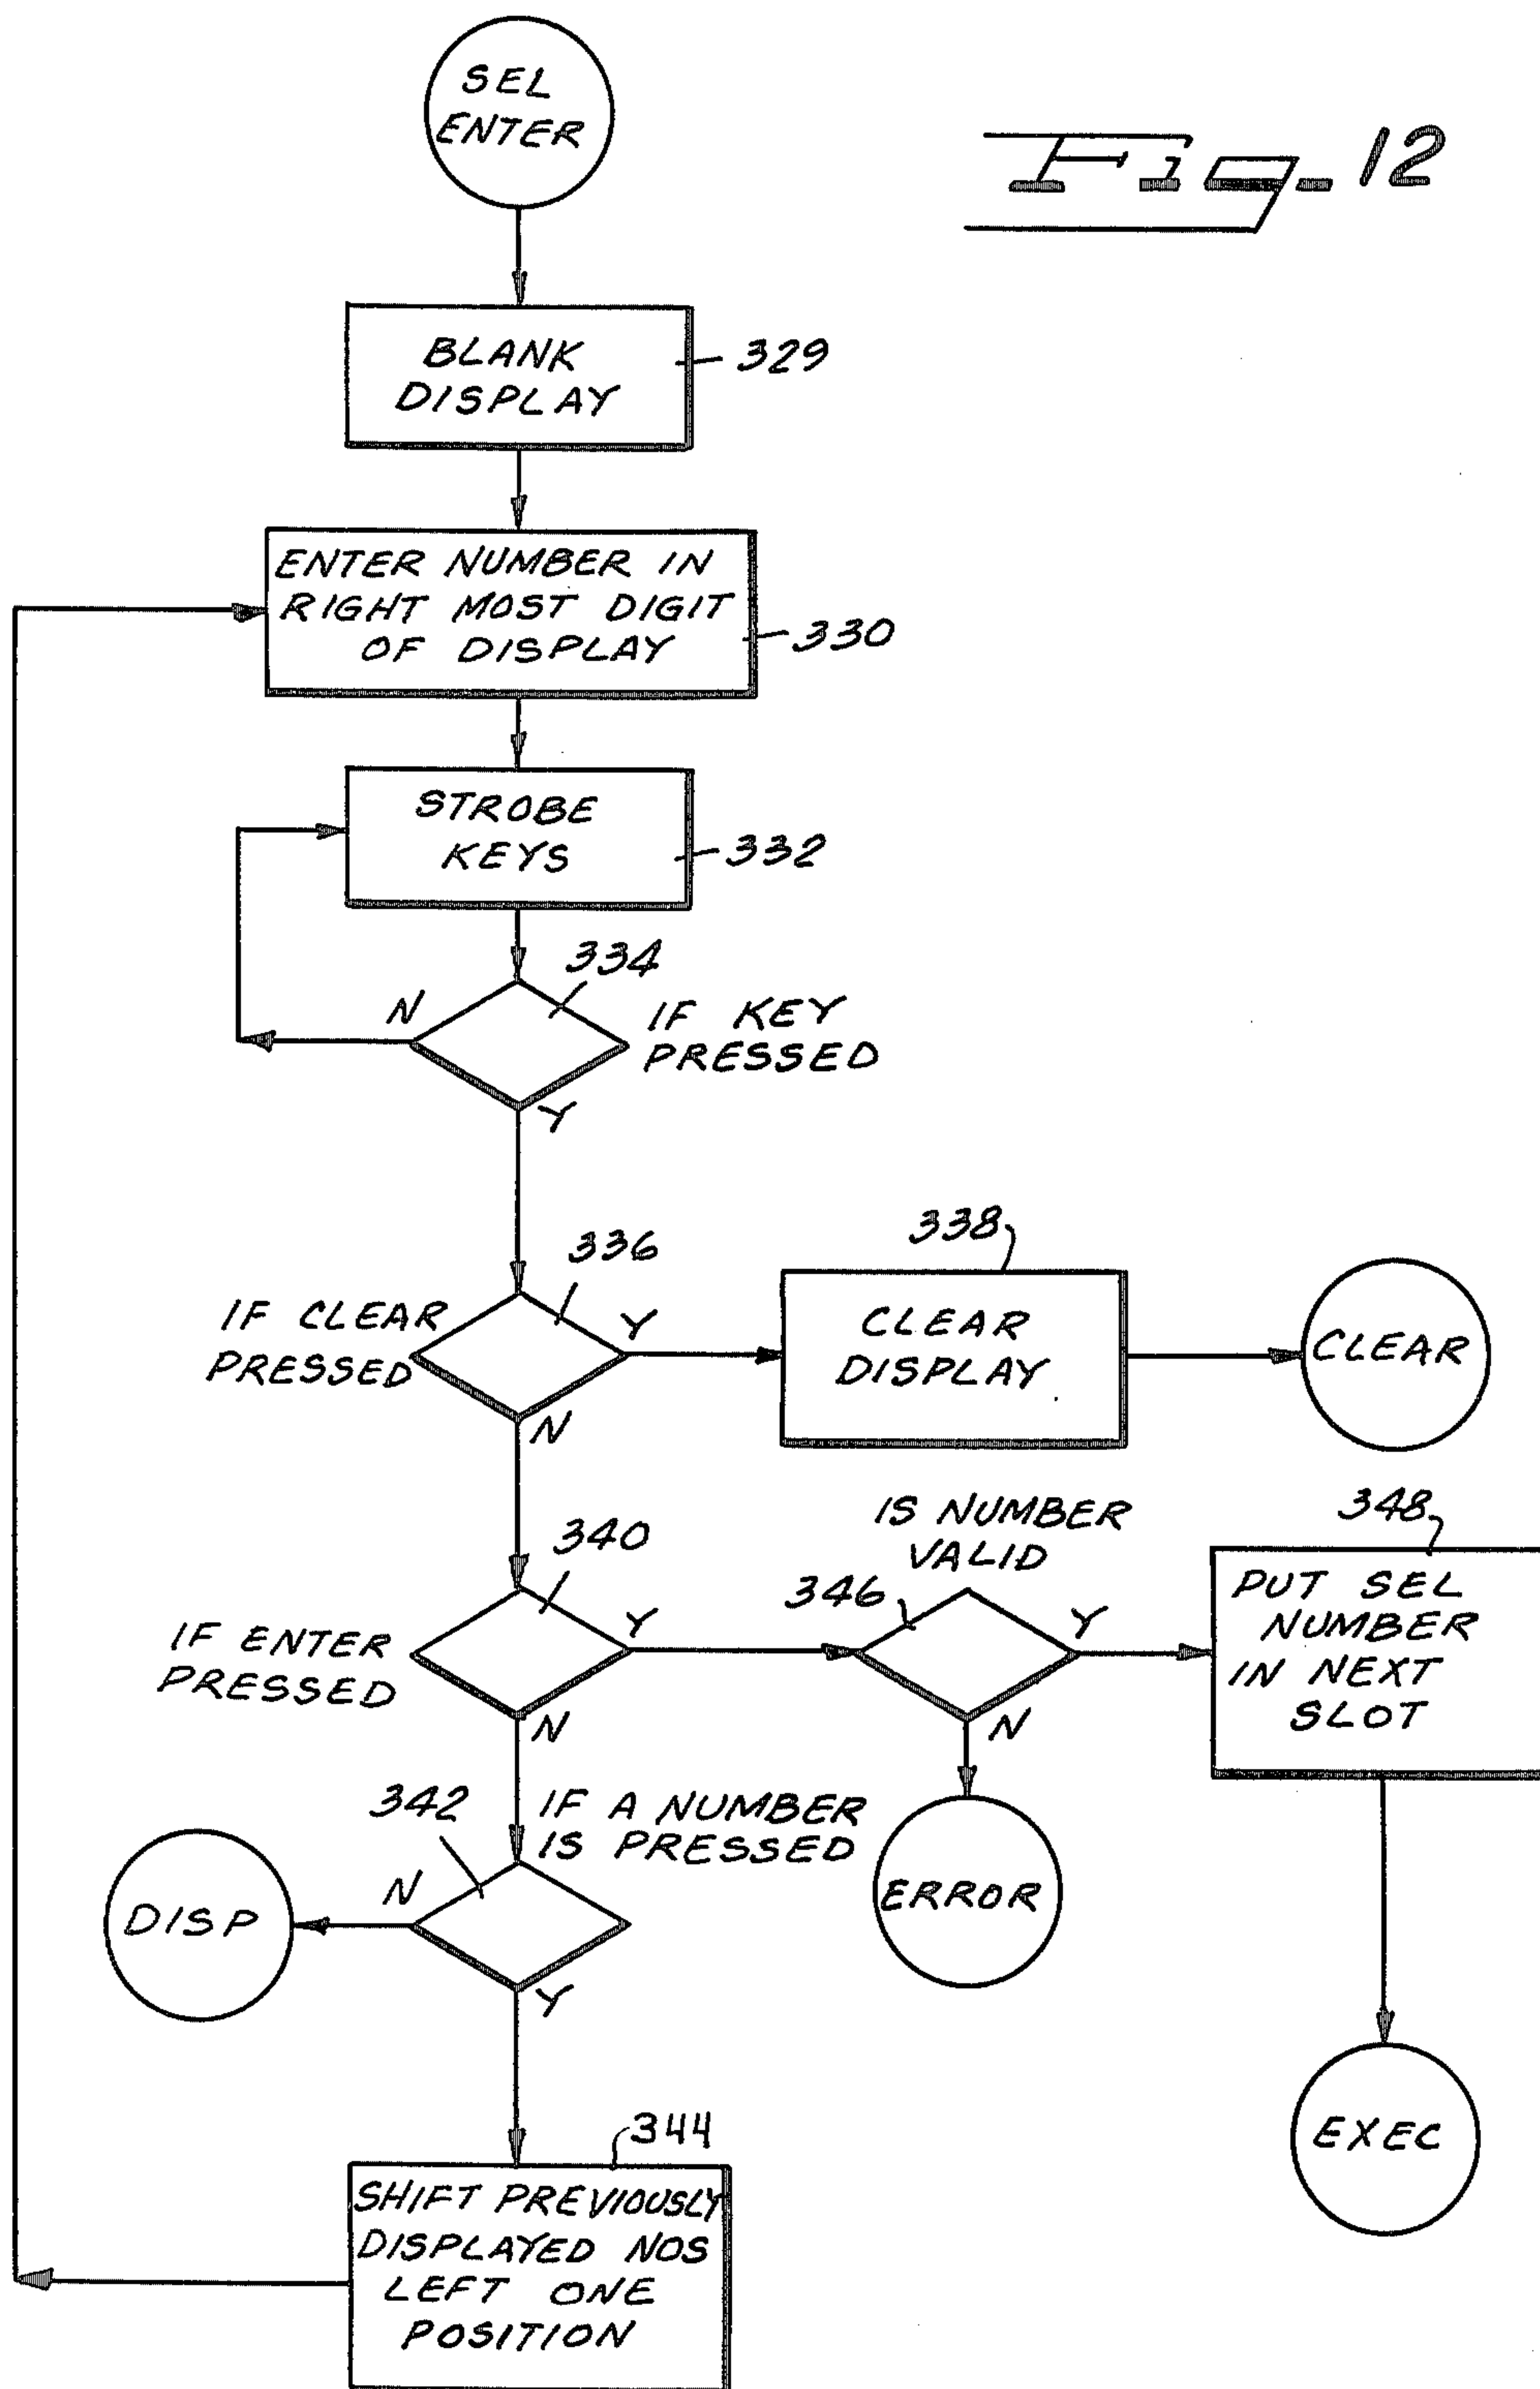 SEL
ENTER
Fig. 12
BLANK
DISPLAY
329
ENTER NUMBER IN
RIGHT MOST DIGIT
OF DISPLAY
330
STROBE
KEYS
332
334
N
IF KEY
PRESSED
Y
336
338
IF CLEAR
PRESSED
Y
CLEAR
DISPLAY
CLEAR
N
340
IS NUMBER
VALID
348
346
IF ENTER
PRESSED
Y
Y
PUT SEL
NUMBER
IN NEXT
SLOT
N
N
342
IF A NUMBER
IS PRESSED
N
DISP
ERROR
Y
EXEC
344
SHIFT PREVIOUSLY
DISPLAYED NOS
LEFT ONE
POSITION